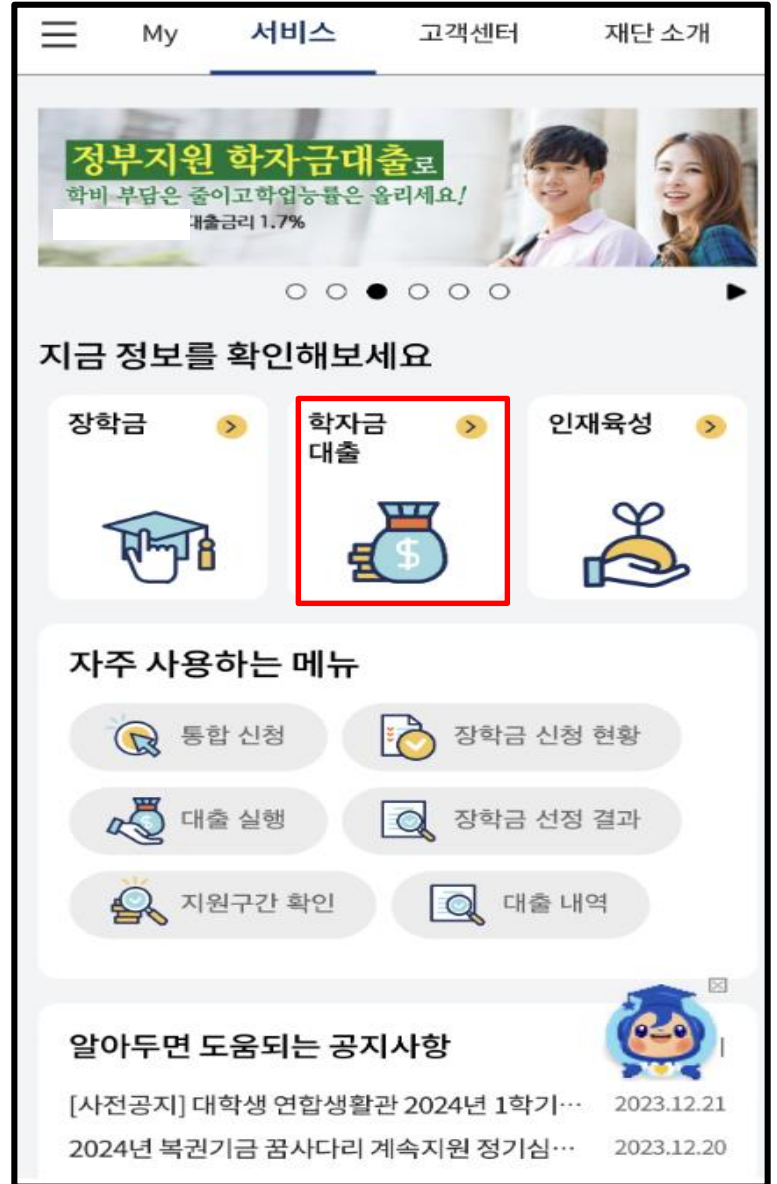 My 서비스 고객센터 재단 소개
정부지원 학자금대출로
학비 부담은 줄이고학업능률은 올리세요!
대출금리 1.7%
지금 정보를 확인해보세요
장학금
학자금
대출
인재육성
자주 사용하는 메뉴
통합 신청 장학금 신청 현황
대출 실행 장학금 선정 결과
지원구간 확인 대출 내역
알아두면 도움되는 공지사항
[사전공지] 대학생 연합생활관 2024년 1학기… 2023.12.21
2024년 복권기금 꿈사다리 계속지원 정기심… 2023.12.20